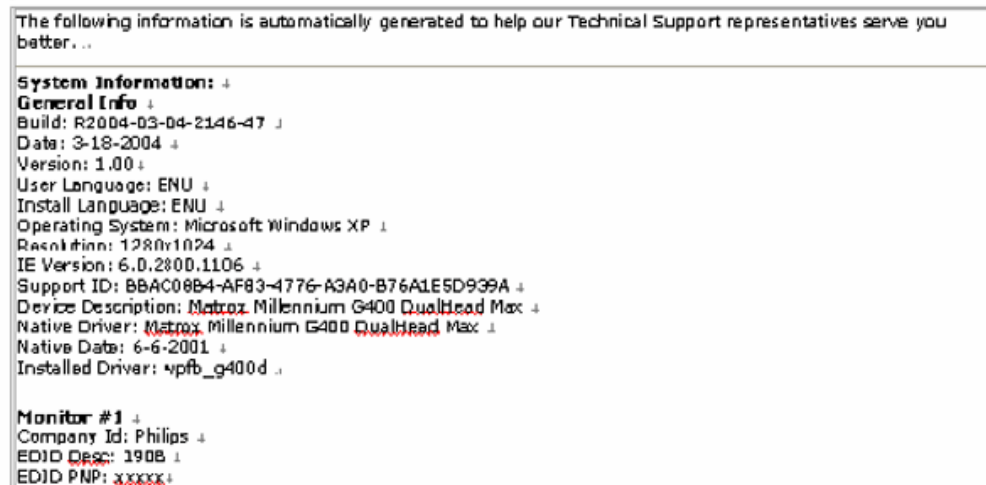 The following information is automatically generated to help our Technical Support representatives serve you
better...
System Information:
General Info
Build: R2004-03-04-2146-47
Date: 3-18-2004
Version: 1.00
User Language: ENU
Install Language: ENU
Operating System: Microsoft Windows XP
Resolution: 1280x1024
IE Version: 6.0.2800.1106
Support ID: BBAC08B4-AF83-4776-A3A0-B76A1E5D939A
Device Description: Matrox Millennium G400 DualHead Max
Native Driver: Matrox Millennium G400 DualHead Max
Native Date: 6-6-2001
Installed Driver: vpfb_g400d
Monitor #1
Company Id: Philips
EDID Desc: 190B
EDID PNP: xxxxx